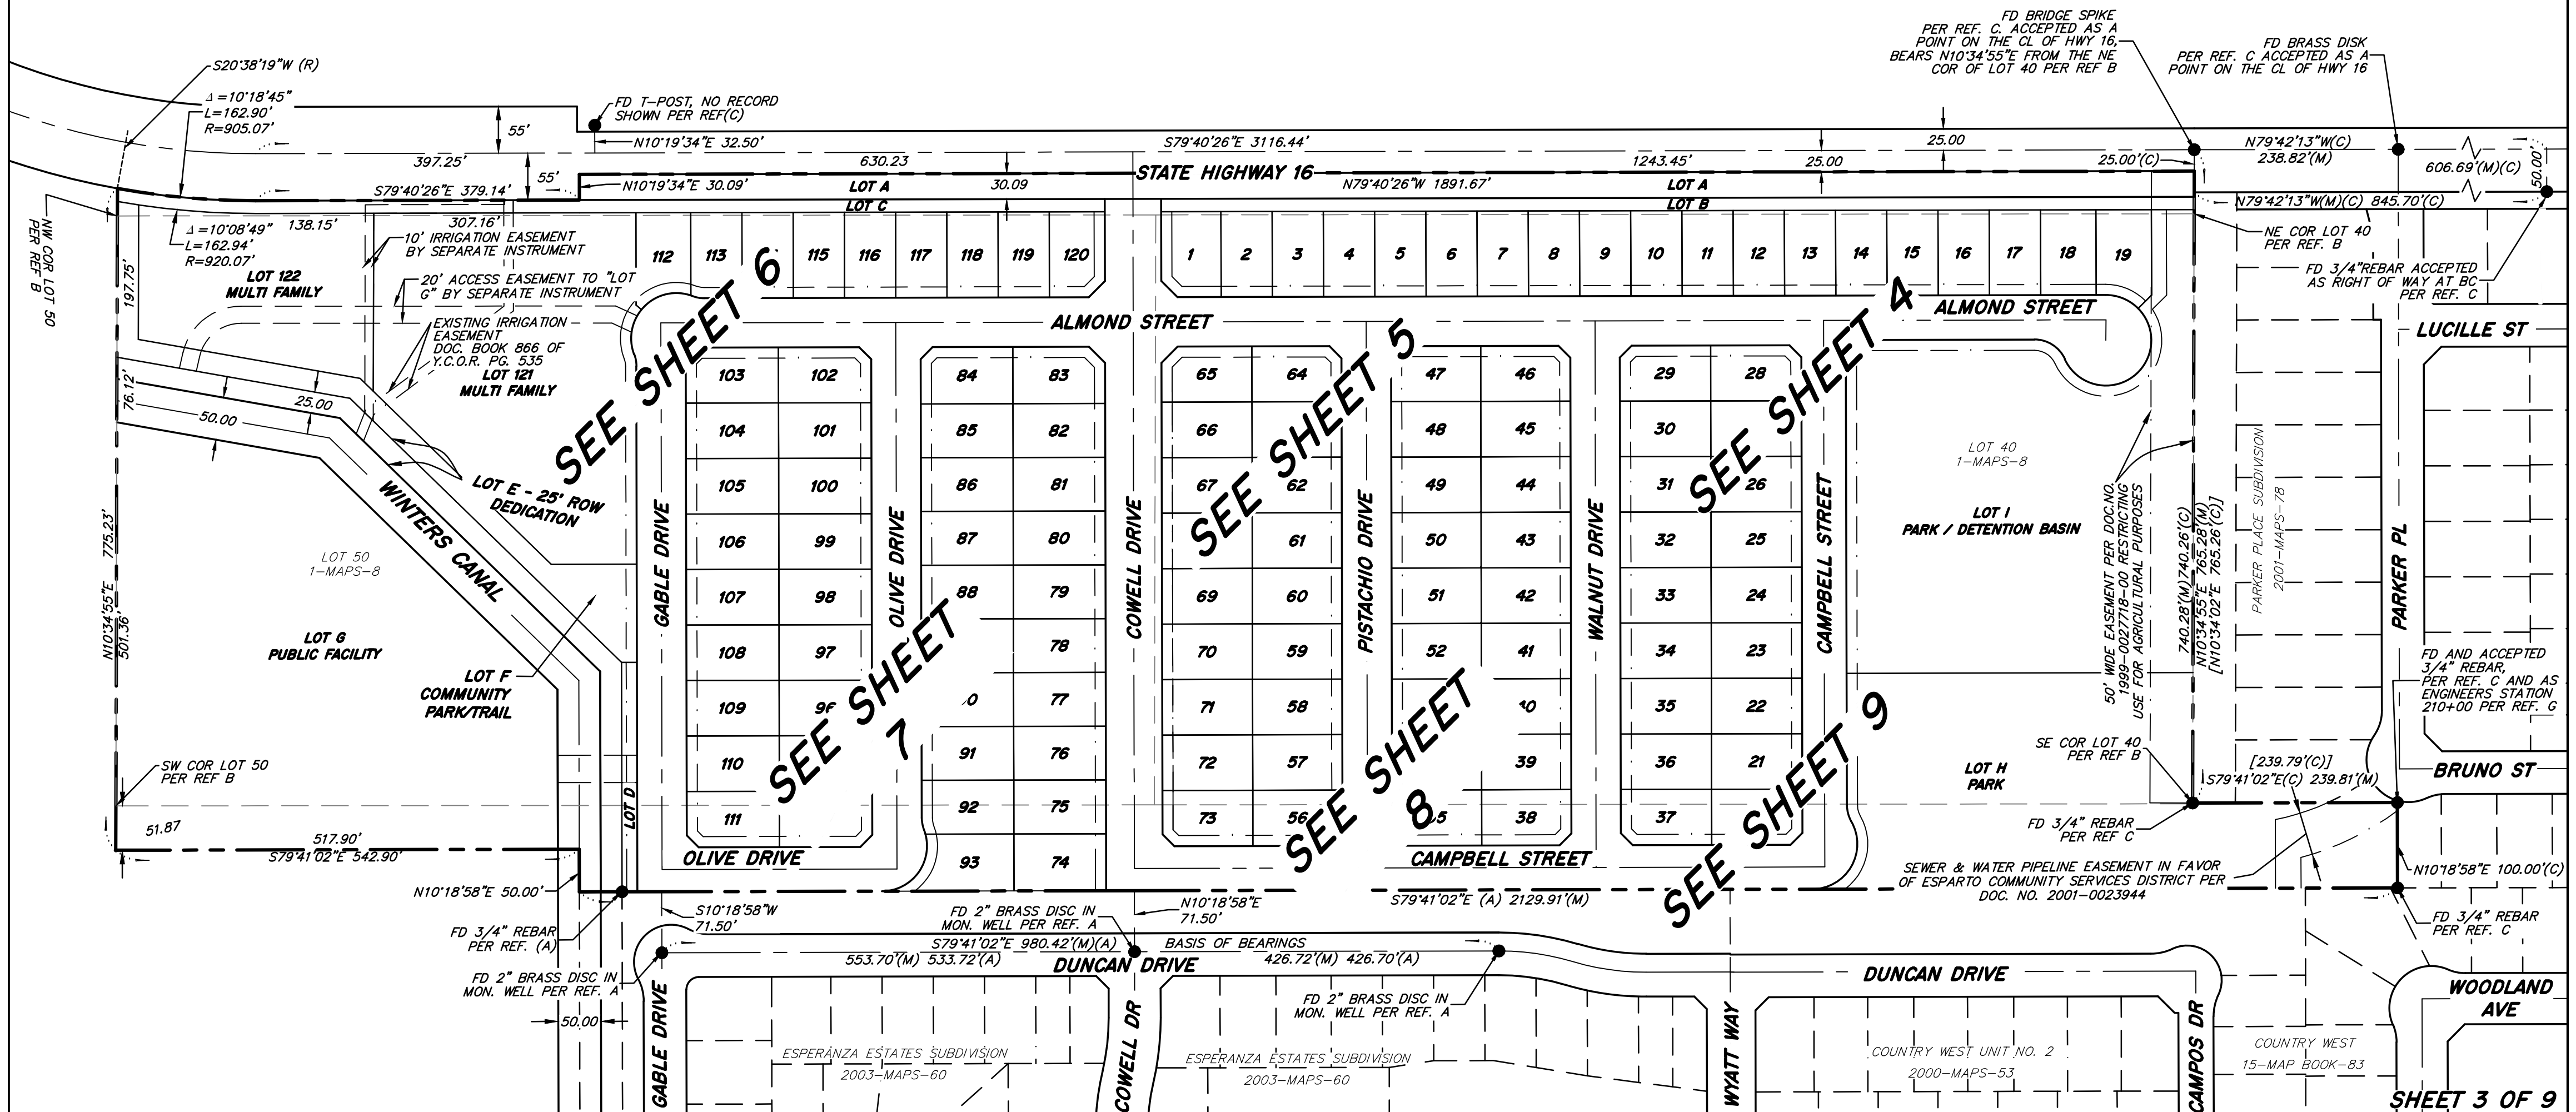 S20°38'19"W (R)
Δ=10°18'45"
L=162.90'
R=905.07'
397.25'
S79°40'26"E 379.14'
55'
55'
FD T-POST, NO RECORD
SHOWN PER REF(C)
N10°19'34"E 32.50'
630.23
N10°19'34"E 30.09'
LOT A
30.09
LOT C
S79°40'26"E 3116.44'
STATE HIGHWAY 16
N79°40'26"W 1891.67'
1243.45'
25.00
25.00
LOT A
LOT B
25.00'(C)
FD BRIDGE SPIKE
PER REF. C. ACCEPTED AS A
POINT ON THE CL OF HWY 16,
BEARS N10°34'55"E FROM THE NE
COR OF LOT 40 PER REF B
FD BRASS DISK
PER REF. C ACCEPTED AS A
POINT ON THE CL OF HWY 16
N79°42'13"W(C)
238.82'(M)
606.69'(M)(C)
50.00'
N79°42'13"W(M)(C) 845.70'(C)
NE COR LOT 40
PER REF. B
FD 3/4"REBAR ACCEPTED
AS RIGHT OF WAY AT BC
PER REF. C
NW COR LOT 50
PER REF B
Δ=10°08'49"
L=162.94'
R=920.07'
138.15'
307.16'
10' IRRIGATION EASEMENT
BY SEPARATE INSTRUMENT
LOT 122
MULTI FAMILY
197.75'
20' ACCESS EASEMENT TO "LOT
G" BY SEPARATE INSTRUMENT
EXISTING IRRIGATION
EASEMENT
DOC. BOOK 866 OF
Y.C.O.R. PG. 535
LOT 121
MULTI FAMILY
76.12'
25.00
50.00
LOT E - 25' ROW
DEDICATION
WINTERS CANAL
112 113 115 116 117 118 119 120
1 2 3 4 5 6 7 8 9 10 11 12 13 14 15 16 17 18 19
SEE SHEET 6
SEE SHEET 5
SEE SHEET 4
ALMOND STREET
ALMOND STREET
LUCILLE ST
103 102 84 83 65 64 47 46 29 28
104 101 85 82 66 48 45 30
105 100 86 81 67 62 49 44 31 26
106 99 87 80 61 50 43 32 25
107 98 88 79 69 60 51 42 33 24
108 97 78 70 59 52 41 34 23
109 77 71 58 35 22
110 91 76 72 57 39 36 21
111 92 75 73 56 38 37
93 74
GABLE DRIVE
OLIVE DRIVE
COWELL DRIVE
PISTACHIO DRIVE
WALNUT DRIVE
CAMPBELL STREET
LOT 40
1-MAPS-8
LOT I
PARK / DETENTION BASIN
50' WIDE EASEMENT PER DOC.NO.
1999-0027718-00 RESTRICTING
USE FOR AGRICULTURAL PURPOSES
740.28'(M)740.26'(C)
N10°34'55"E 765.28'(M)
[N10°34'02"E 765.26'(C)]
PARKER PLACE SUBDIVISION
2001-MAPS-78
PARKER PL
N10°34'55"E 775.23'
501.36'
LOT 50
1-MAPS-8
LOT G
PUBLIC FACILITY
LOT F
COMMUNITY
PARK/TRAIL
SEE SHEET
7
SEE SHEET
8
SEE SHEET 9
FD AND ACCEPTED
3/4" REBAR,
PER REF. C AND AS
ENGINEERS STATION
210+00 PER REF. G
SW COR LOT 50
PER REF B
LOT D
LOT H
PARK
SE COR LOT 40
PER REF B
[239.79'(C)]
S79°41'02"E(C) 239.81'(M)
BRUNO ST
51.87
517.90'
S79°41'02"E 542.90'
OLIVE DRIVE
CAMPBELL STREET
FD 3/4" REBAR
PER REF C
SEWER & WATER PIPELINE EASEMENT IN FAVOR
OF ESPARTO COMMUNITY SERVICES DISTRICT PER
DOC. NO. 2001-0023944
N10°18'58"E 100.00'(C)
N10°18'58"E 50.00'
S10°18'58"W
71.50'
FD 2" BRASS DISC IN
MON. WELL PER REF. A
N10°18'58"E
71.50'
S79°41'02"E (A) 2129.91'(M)
FD 3/4" REBAR
PER REF. C
FD 3/4" REBAR
PER REF. (A)
S79°41'02"E 980.42'(M)(A)
BASIS OF BEARINGS
553.70'(M) 533.72'(A)
DUNCAN DRIVE
426.72'(M) 426.70'(A)
DUNCAN DRIVE
FD 2" BRASS DISC IN
MON. WELL PER REF. A
FD 2" BRASS DISC IN
MON. WELL PER REF. A
WOODLAND
AVE
50.00
GABLE DRIVE
ESPERANZA ESTATES SUBDIVISION
2003-MAPS-60
COWELL DR
ESPERANZA ESTATES SUBDIVISION
2003-MAPS-60
WYATT WAY
COUNTRY WEST UNIT NO. 2
2000-MAPS-53
CAMPOS DR
COUNTRY WEST
15-MAP BOOK-83
SHEET 3 OF 9